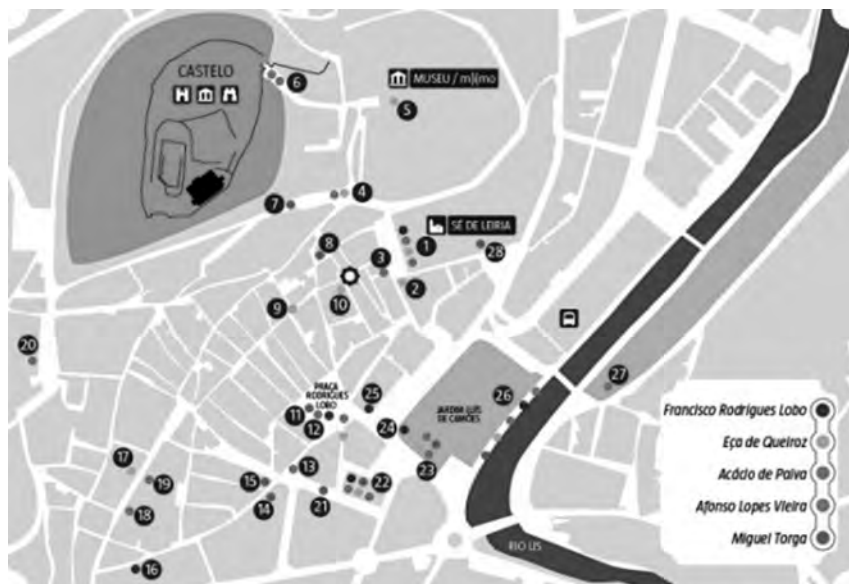 CASTELO
6
MUSEU / m|i|mo
5
4
7
1
SÉ DE LEIRIA
28
8
3
2
10
9
20
27
26
25
PRAÇA
RODRIGUES
LOBO
11
12
JARDIM LUÍS
DE CAMÕES
24
23
17
19
18
15
13
14
22
21
16
RIO LIS
Francisco Rodrigues Lobo
Eça de Queiroz
Acácio de Paiva
Afonso Lopes Vieira
Miguel Torga